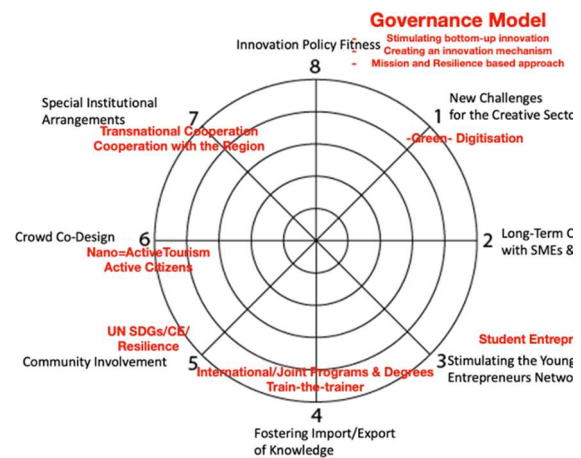 Governance Model
- Stimulating bottom-up innovation
- Creating an innovation mechanism
- Mission and Resilience based approach
Innovation Policy Fitness
8
Special Institutional
Arrangements
7
Transnational Cooperation
Cooperation with the Region
New Challenges
for the Creative Secto
1
-Green- Digitisation
Crowd Co-Design
6
Nano=ActiveTourism
Active Citizens
2
Long-Term
with SMEs &
UN SDGs/CE/
Resilience
Community Involvement
5
Student Entrep
3
Stimulating the Young
Entrepreneurs Netwo
International/Joint Programs & Degrees
Train-the-trainer
4
Fostering Import/Export
of Knowledge